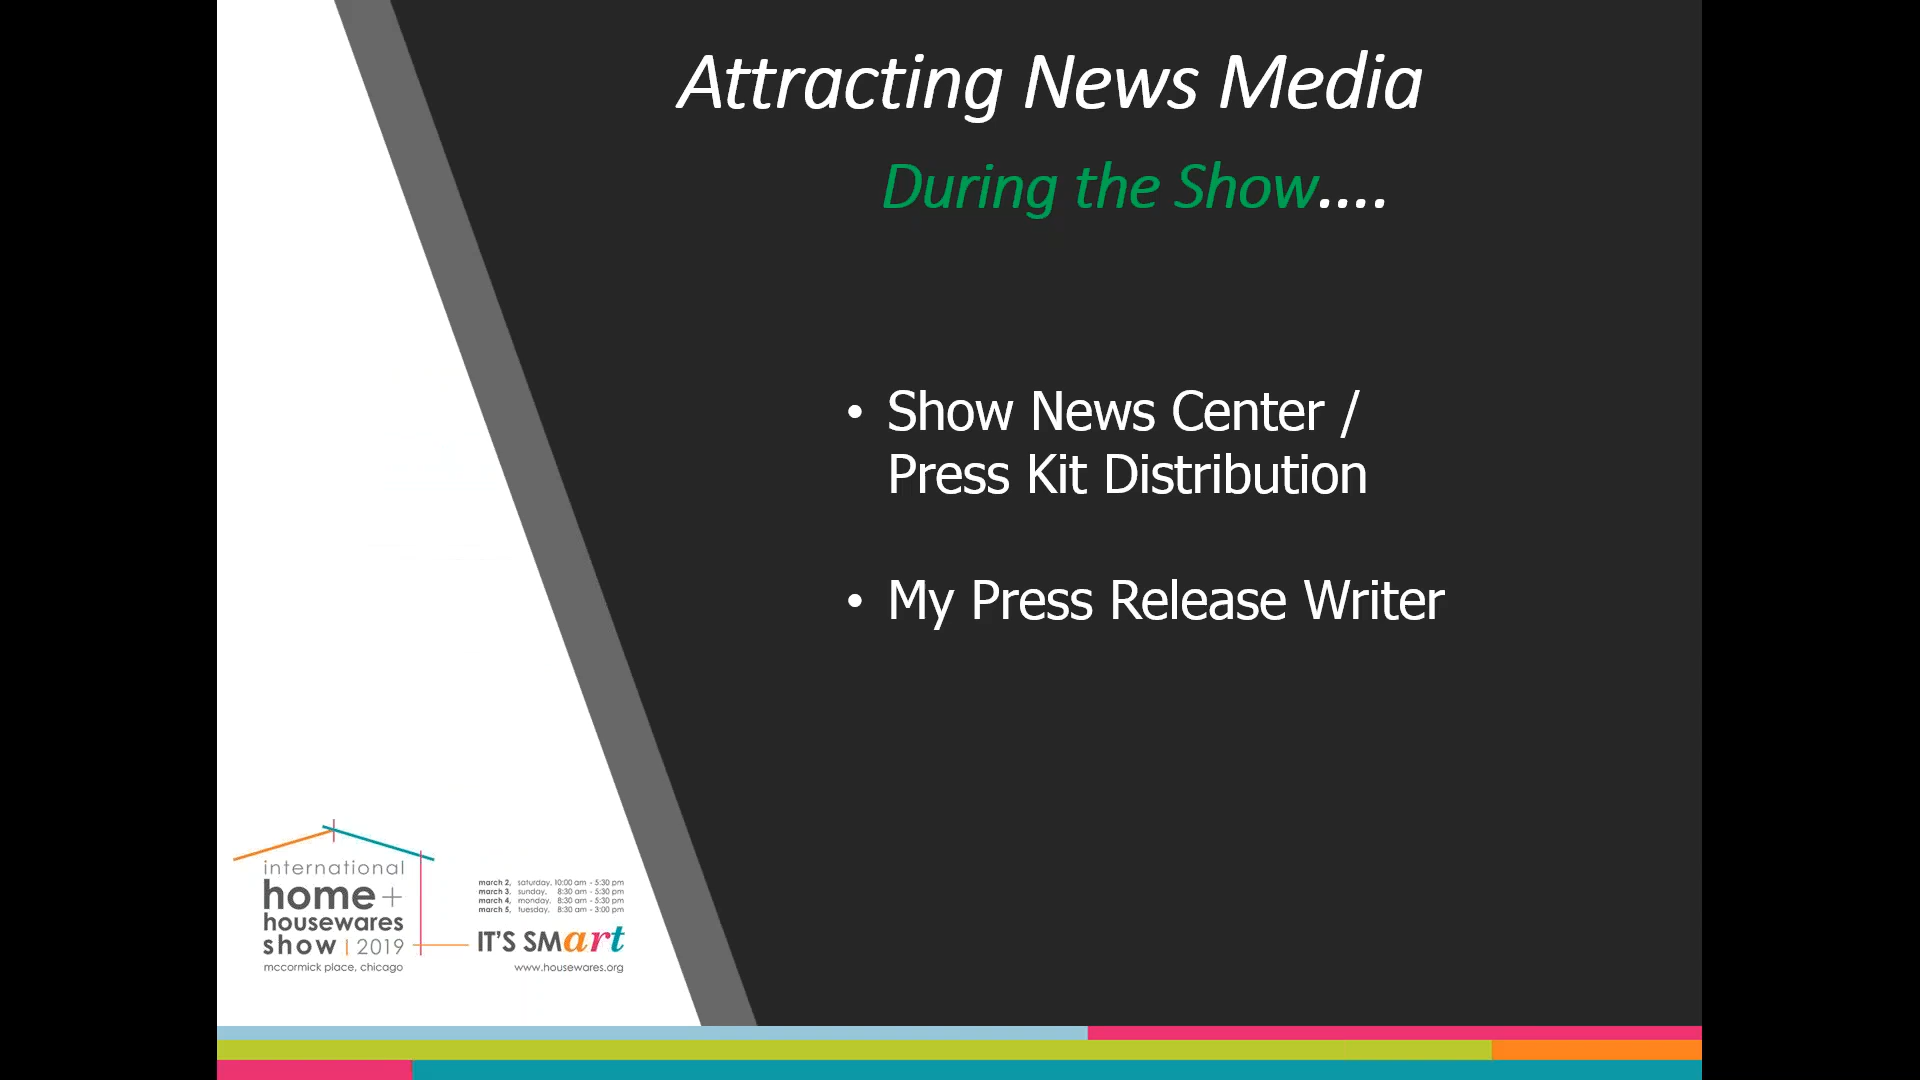 Attracting News Media
During the Show....
• Show News Center /
Press Kit Distribution
• My Press Release Writer
international
home+
housewares
show | 2019
mccormick place, chicago
march 2, saturday, 10:00 am - 5:30 pm
march 3, sunday, 8:30 am - 5:30 pm
march 4, monday, 8:30 am - 5:30 pm
march 5, tuesday, 8:30 am - 3:00 pm
IT'S SMart
www.housewares.org